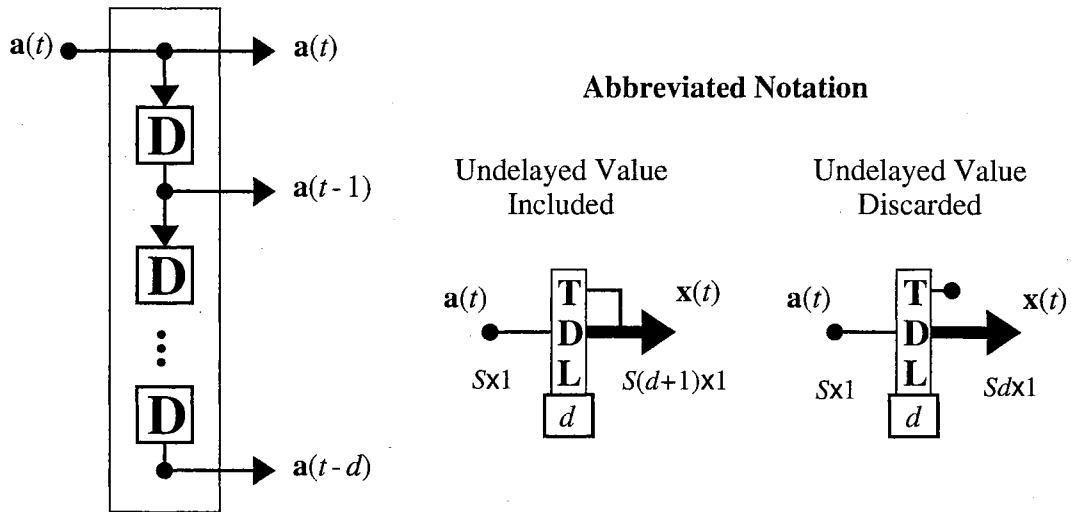 a(t)
a(t)
D
a(t-1)
D
D
a(t-d)
Abbreviated Notation
Undelayed Value
Included
a(t)
T
D
L
x(t)
Sx1
S(d+1)x1
d
Undelayed Value
Discarded
a(t)
T
D
L
x(t)
Sx1
Sdx1
d